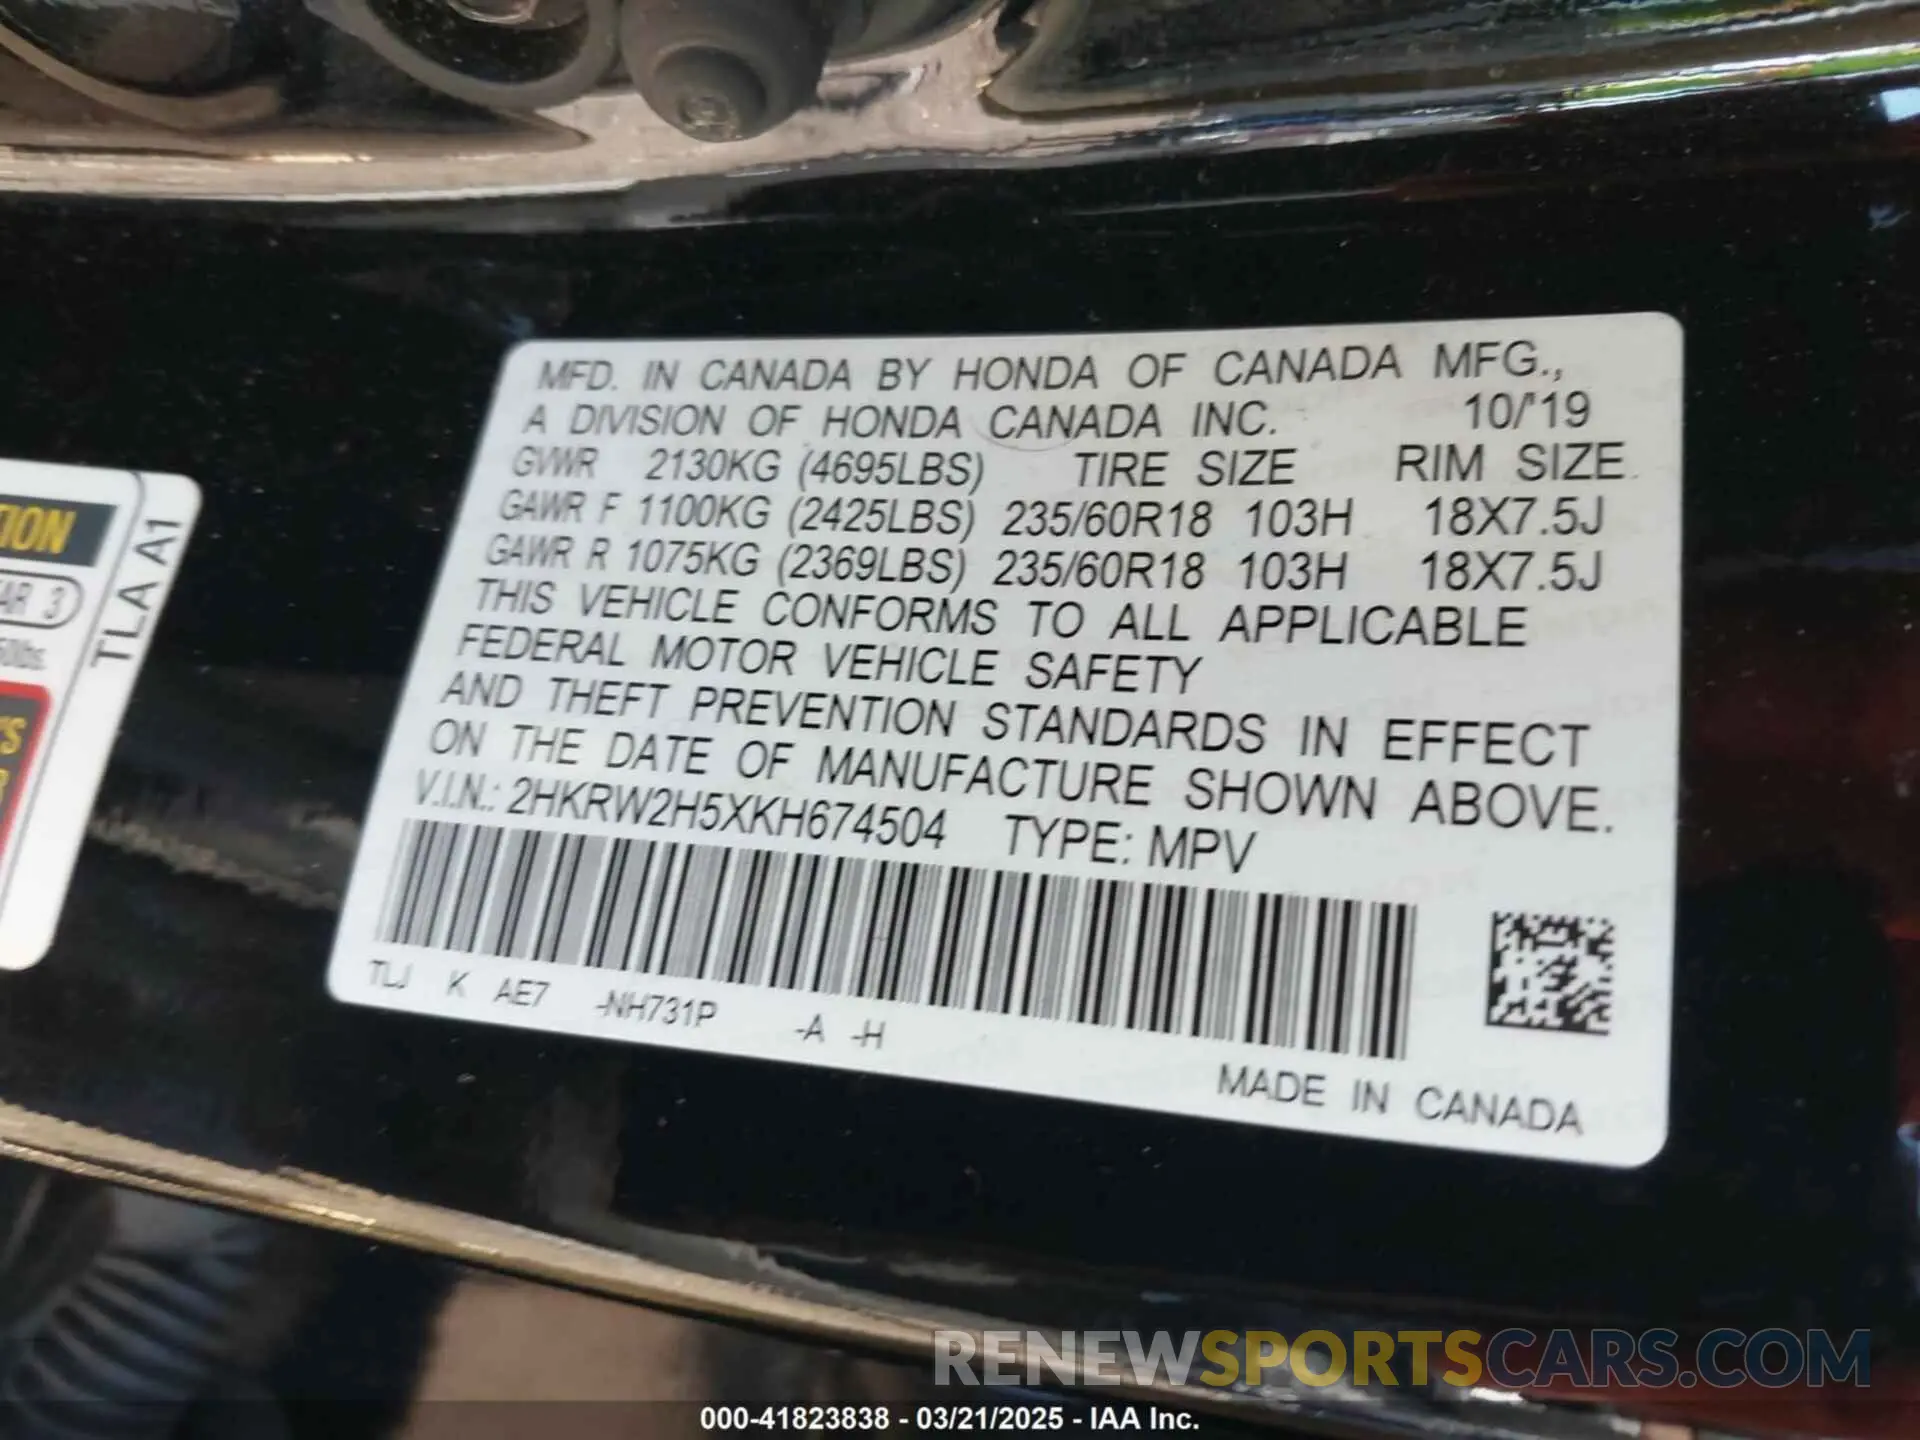 MFD. IN CANADA BY HONDA OF CANADA MFG.,
A DIVISION OF HONDA CANADA INC. 10/'19
GVWR 2130KG (4695LBS) TIRE SIZE RIM SIZE
GAWR F 1100KG (2425LBS) 235/60R18 103H 18X7.5J
GAWR R 1075KG (2369LBS) 235/60R18 103H 18X7.5J
THIS VEHICLE CONFORMS TO ALL APPLICABLE
FEDERAL MOTOR VEHICLE SAFETY
AND THEFT PREVENTION STANDARDS IN EFFECT
ON THE DATE OF MANUFACTURE SHOWN ABOVE.
V.I.N.: 2HKRW2H5XKH674504 TYPE: MPV
TLJ K AE7 -NH731P -A -H
MADE IN CANADA
TLA A1
RENEWSPORTSCARS.COM
000-41823838 - 03/21/2025 - IAA Inc.